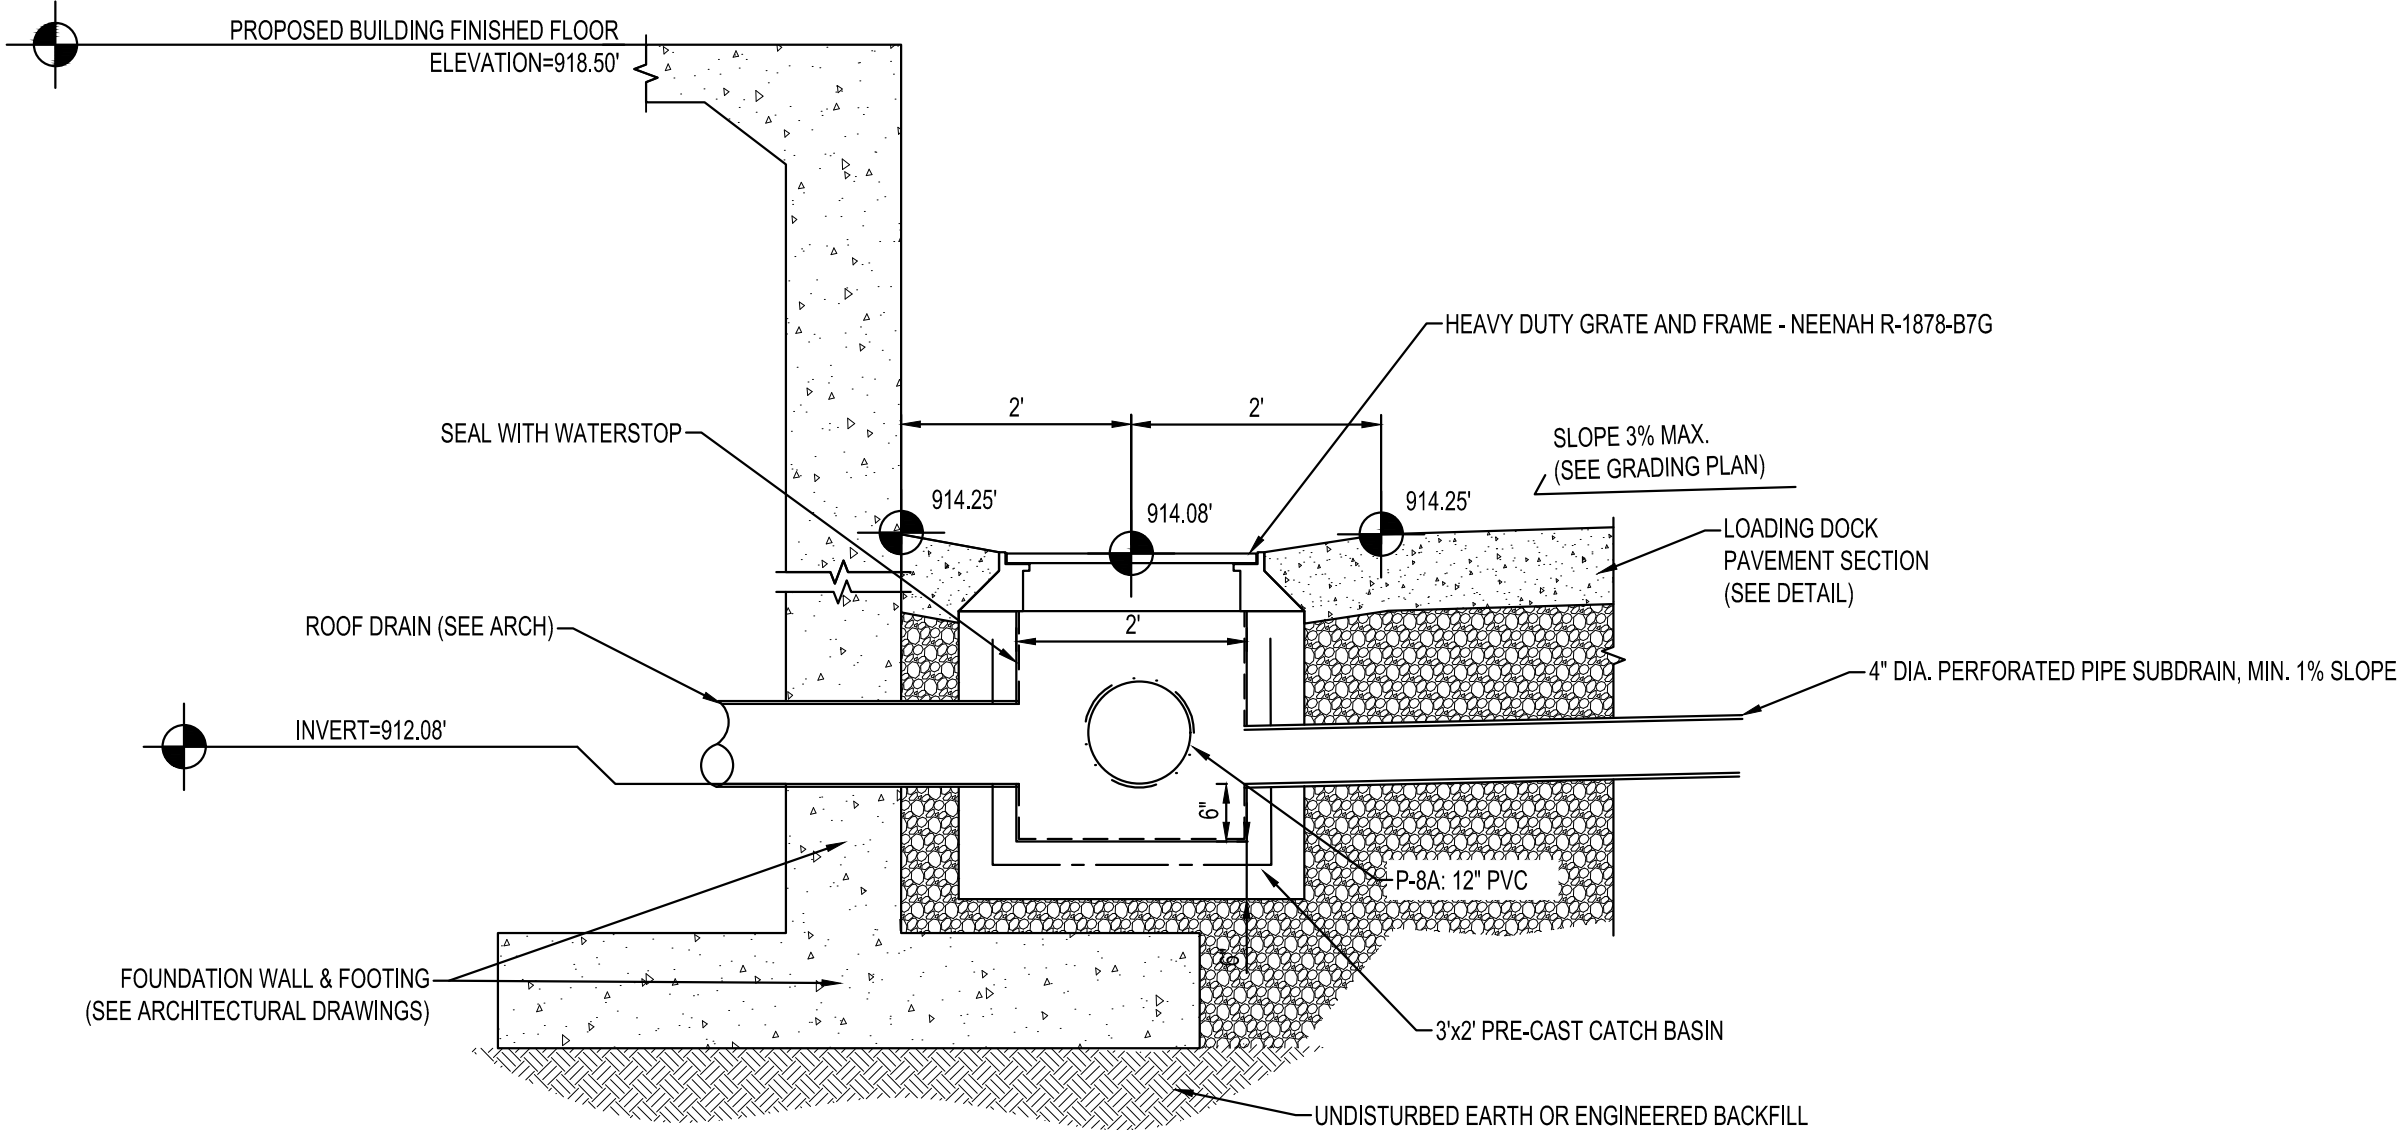 PROPOSED BUILDING FINISHED FLOOR
ELEVATION=918.50'
HEAVY DUTY GRATE AND FRAME - NEENAH R-1878-B7G
2'
2'
SEAL WITH WATERSTOP
SLOPE 3% MAX.
(SEE GRADING PLAN)
914.25'
914.08'
914.25'
LOADING DOCK
PAVEMENT SECTION
(SEE DETAIL)
ROOF DRAIN (SEE ARCH)
2'
4" DIA. PERFORATED PIPE SUBDRAIN, MIN. 1% SLOPE
INVERT=912.08'
6"
P-8A: 12" PVC
6"
FOUNDATION WALL & FOOTING
(SEE ARCHITECTURAL DRAWINGS)
3'x2' PRE-CAST CATCH BASIN
UNDISTURBED EARTH OR ENGINEERED BACKFILL